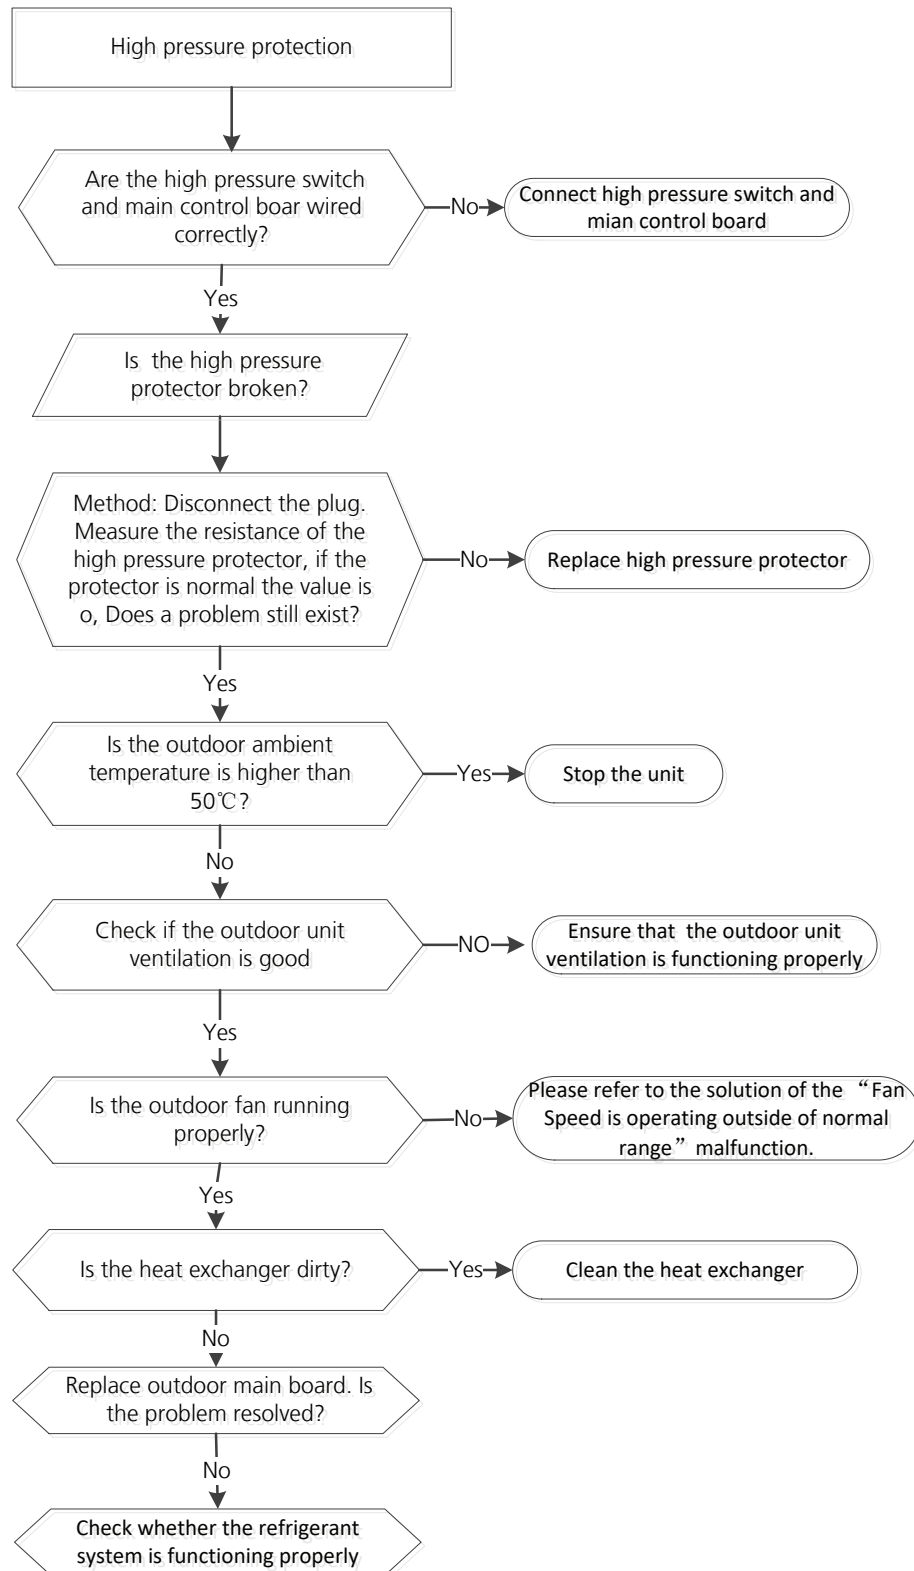 High pressure protection
Are the high pressure switch
and main control boar wired
correctly?
No
Connect high pressure switch and
mian control board
Yes
Is the high pressure
protector broken?
Method: Disconnect the plug.
Measure the resistance of the
high pressure protector, if the
protector is normal the value is
o, Does a problem still exist?
No
Replace high pressure protector
Yes
Is the outdoor ambient
temperature is higher than
50℃?
Yes
Stop the unit
No
Check if the outdoor unit
ventilation is good
NO
Ensure that the outdoor unit
ventilation is functioning properly
Yes
Is the outdoor fan running
properly?
No
Please refer to the solution of the “Fan
Speed is operating outside of normal
range” malfunction.
Yes
Is the heat exchanger dirty?
Yes
Clean the heat exchanger
No
Replace outdoor main board. Is
the problem resolved?
No
Check whether the refrigerant
system is functioning properly